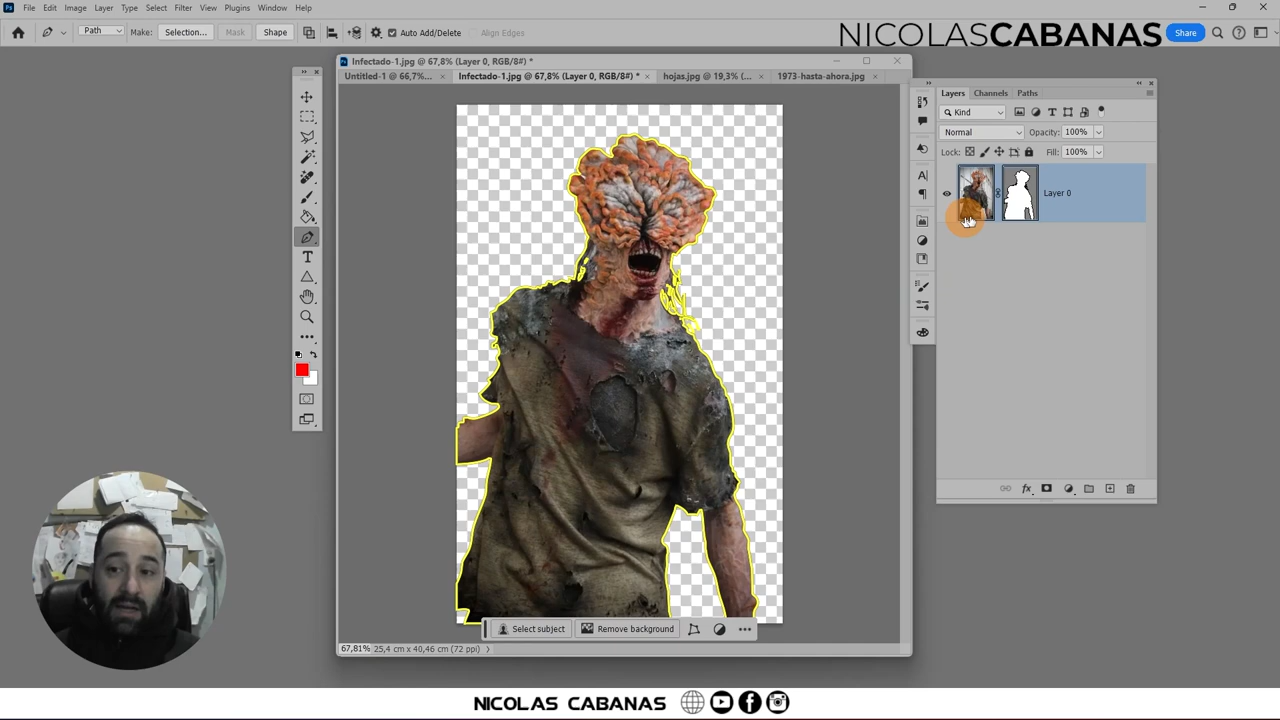 Ps File Edit Image Layer Type Select Filter View Plugins Window Help
Path Make: Selection... Mask Shape Auto Add/Delete Align Edges
NICOLASCABANAS
Share
Infectado-1.jpg @ 67,8% (Layer 0, RGB/8#) *
Untitled-1 @ 66,7%... × Infectado-1.jpg @ 67,8% (Layer 0, RGB/8#) * × hojas.jpg @ 19,3% (... × 1973-hasta-ahora.jpg ×
Layers Channels Paths
Kind
Normal Opacity: 100%
Lock: Fill: 100%
Layer 0
fx
Select subject Remove background
67,81% 25,4 cm x 40,46 cm (72 ppi)
NICOLAS CABANAS